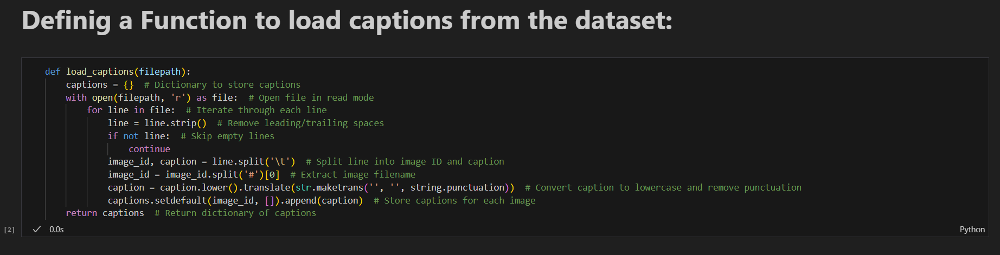 Definig a Function to load captions from the dataset:
def load_captions(filepath):
    captions = {}  # Dictionary to store captions
    with open(filepath, 'r') as file:  # Open file in read mode
        for line in file:  # Iterate through each line
            line = line.strip()  # Remove leading/trailing spaces
            if not line:  # Skip empty lines
                continue
            image_id, caption = line.split('\t')  # Split line into image ID and caption
            image_id = image_id.split('#')[0]  # Extract image filename
            caption = caption.lower().translate(str.maketrans('', '', string.punctuation))  # Convert caption to lowercase and remove punctuation
            captions.setdefault(image_id, []).append(caption)  # Store captions for each image
    return captions  # Return dictionary of captions
[2] ✓ 0.0s Python